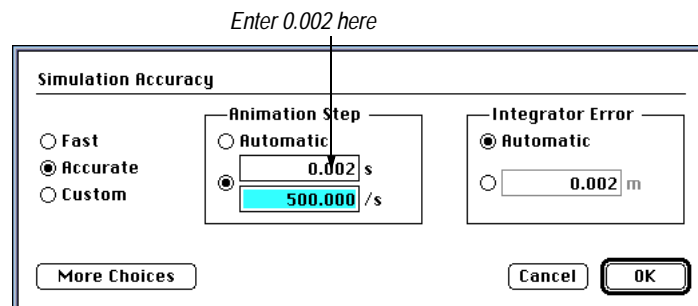 Enter 0.002 here
Simulation Accuracy
Fast
Accurate
Custom
Animation Step
Automatic
0.002 s
500.000 /s
Integrator Error
Automatic
0.002 m
More Choices
Cancel
OK